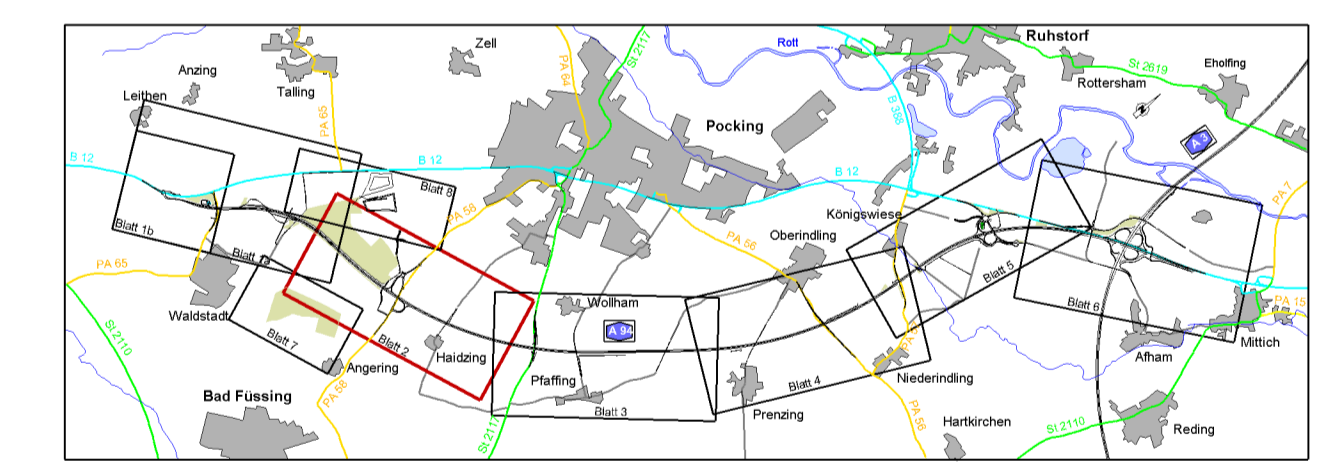 Zell
Rott
Ruhstorf
Anzing
Talling
Leithen
PA 65
PA 64
St 2117
St 2619
Eholfing
Rottersham
Pocking
B 388
A 3
N
B 12
B 12
B 12
Blatt 8
PA 58
PA 7
Königswiese
Blatt 1b
Blatt 1a
PA 56
Oberindling
PA 65
Blatt 5
Waldstadt
Wollham
A 94
Blatt 6
PA 15
Blatt 7
Blatt 2
Haidzing
Mittich
St 2110
Angering
Afham
Pfaffing
Blatt 4
Niederindling
PA 58
Bad Füssing
Blatt 3
Prenzing
PA 56
St 2117
Hartkirchen
St 2110
Reding